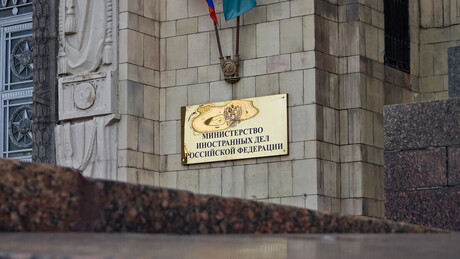 МИНИСТЕРСТВО
ИНОСТРАННЫХ ДЕЛ
РОССИЙСКОЙ ФЕДЕРАЦИИ